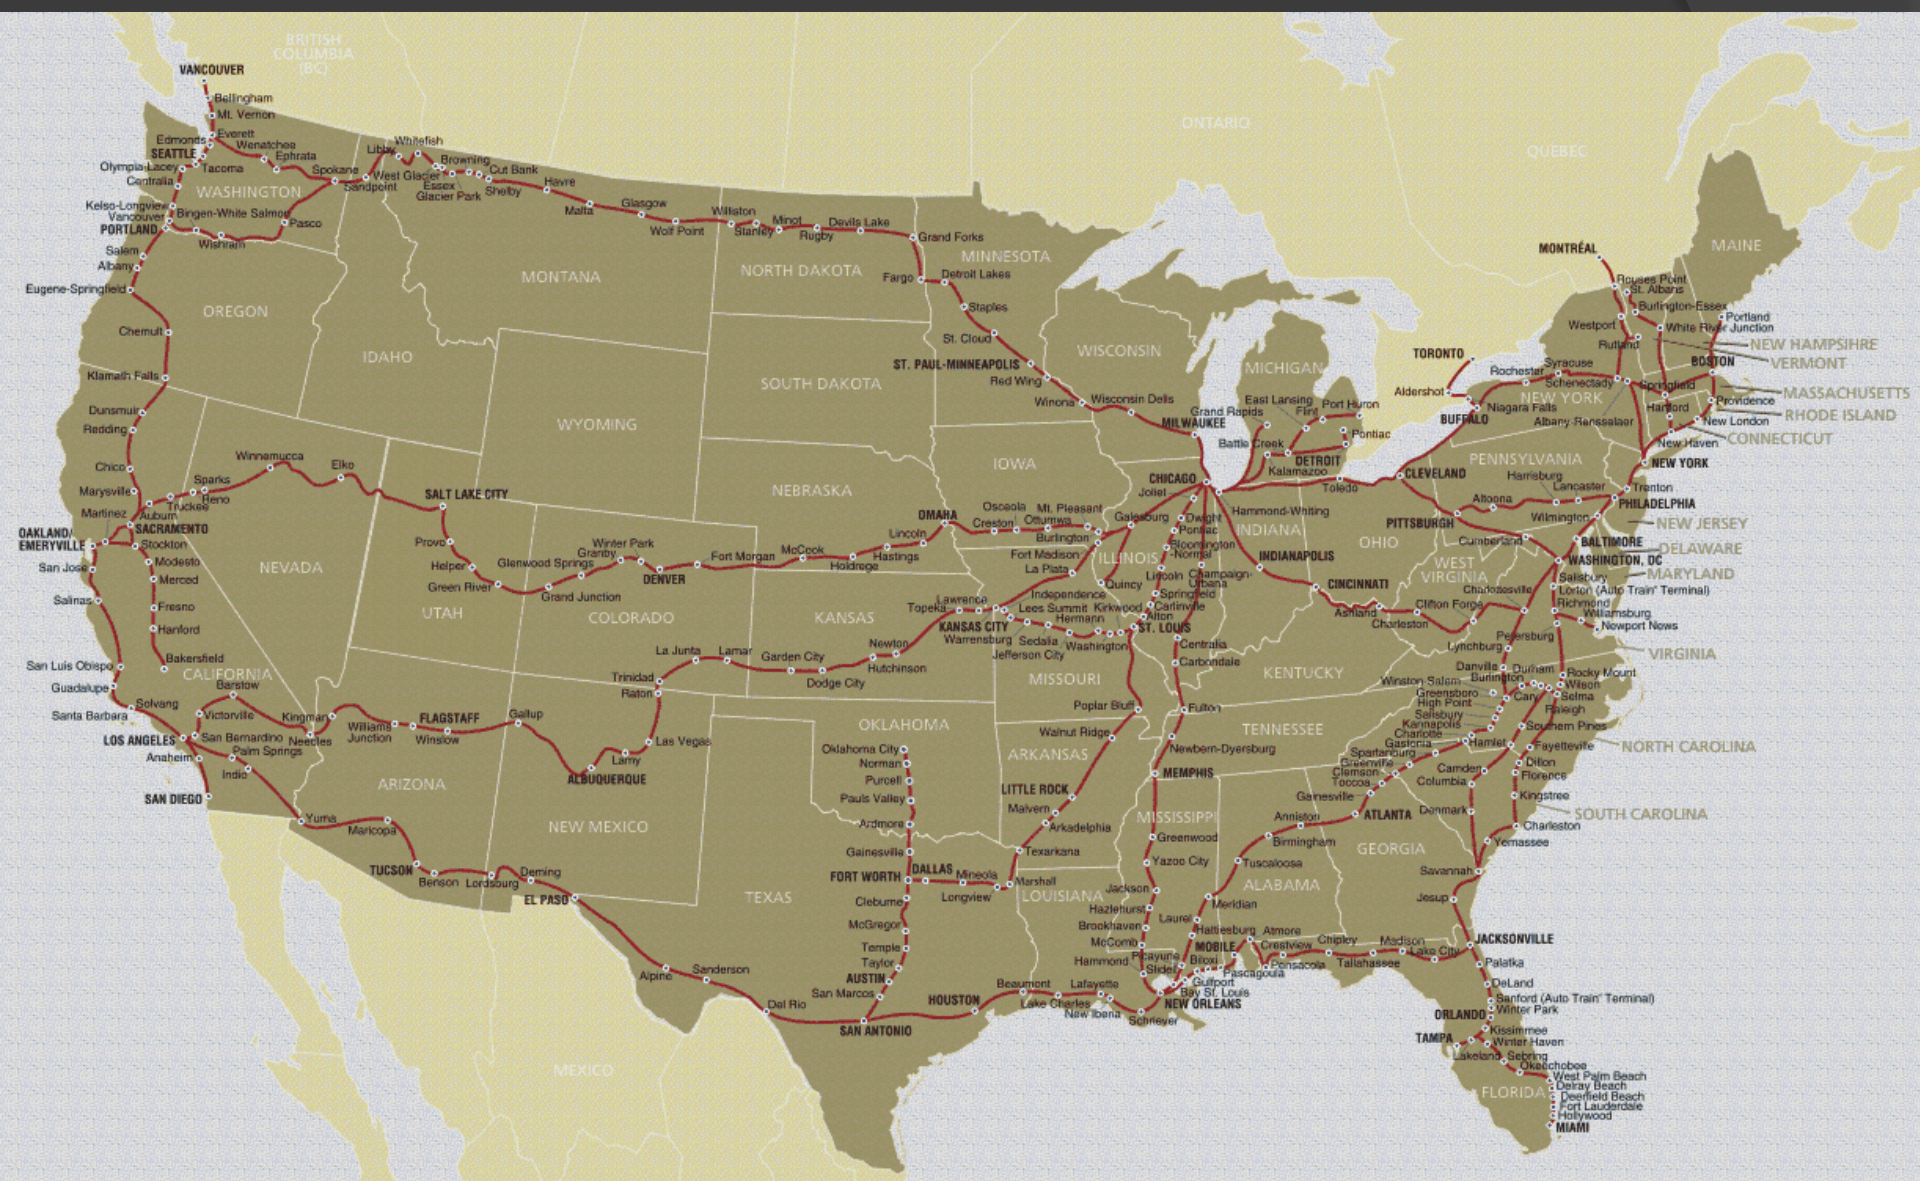 BRITISH
COLUMBIA
(BC)
VANCOUVER
Bellingham
Mt. Vernon
Everett
Edmonds
SEATTLE
Wenatchee
Ephrata
Olympia-Lacey
Tacoma
Centralia
WASHINGTON
Spokane
Sandpoint
Libby
Whitefish
West Glacier
Essex
Glacier Park
Browning
Cut Bank
Shelby
Havre
Malta
Glasgow
Wolf Point
Williston
Stanley
Minot
Rugby
Devils Lake
Grand Forks
Kelso-Longview
Vancouver
Bingen-White Salmon
PORTLAND
Wishram
Pasco
Salem
Albany
Eugene-Springfield
OREGON
Chemult
Klamath Falls
IDAHO
MONTANA
NORTH DAKOTA
MINNESOTA
Fargo
Detroit Lakes
Staples
St. Cloud
ST. PAUL-MINNEAPOLIS
Red Wing
Winona
Wisconsin Dells
WISCONSIN
MILWAUKEE
SOUTH DAKOTA
WYOMING
Dunsmuir
Redding
Chico
Marysville
Martinez
Auburn
Truckee
Reno
Sparks
Winnemucca
Elko
SALT LAKE CITY
OAKLAND/
EMERYVILLE
SACRAMENTO
Stockton
San Jose
Modesto
Merced
Salinas
Fresno
Hanford
Bakersfield
NEVADA
CALIFORNIA
San Luis Obispo
Guadalupe
Solvang
Santa Barbara
LOS ANGELES
Barstow
Victorville
San Bernardino
Palm Springs
Anaheim
Indio
SAN DIEGO
Needles
Kingman
Williams
Junction
FLAGSTAFF
Winslow
Gallup
ARIZONA
Yuma
Maricopa
TUCSON
Benson
Lordsburg
Deming
EL PASO
NEW MEXICO
ALBUQUERQUE
Lamy
Las Vegas
Raton
Trinidad
La Junta
Lamar
Garden City
Dodge City
Hutchinson
Newton
Provo
Helper
Green River
UTAH
Grand Junction
Glenwood Springs
Granby
Winter Park
DENVER
Fort Morgan
COLORADO
McCook
Holdrege
Hastings
Lincoln
OMAHA
NEBRASKA
IOWA
Creston
Osceola
Ottumwa
Mt. Pleasant
Burlington
Galesburg
Fort Madison
La Plata
Quincy
KANSAS
Topeka
Lawrence
KANSAS CITY
Independence
Lees Summit
Warrensburg
Sedalia
Jefferson City
Hermann
Washington
Kirkwood
ST. LOUIS
MISSOURI
Poplar Bluff
Walnut Ridge
ARKANSAS
LITTLE ROCK
Malvern
Arkadelphia
Texarkana
Marshall
Longview
Mineola
DALLAS
FORT WORTH
OKLAHOMA
Oklahoma City
Norman
Purcell
Pauls Valley
Ardmore
Gainesville
Cleburne
McGregor
Temple
Taylor
AUSTIN
San Marcos
SAN ANTONIO
TEXAS
Alpine
Sanderson
Del Rio
HOUSTON
Beaumont
Lake Charles
Lafayette
New Iberia
Schriever
NEW ORLEANS
LOUISIANA
MEXICO
CHICAGO
Joliet
Dwight
Pontiac
Bloomington
-Normal
Lincoln
Springfield
Carlinville
Alton
ILLINOIS
Champaign-
Urbana
Centralia
Carbondale
Fulton
Newbern-Dyersburg
MEMPHIS
MISSISSIPPI
Greenwood
Yazoo City
Jackson
Hazlehurst
Brookhaven
McComb
Hammond
Laurel
Hattiesburg
Picayune
Slidell
Meridian
Tuscaloosa
Birmingham
Anniston
ATLANTA
ALABAMA
GEORGIA
MOBILE
Biloxi
Pascagoula
Gulfport
Bay St. Louis
Atmore
Pensacola
Crestview
Chipley
Tallahassee
Madison
Lake City
JACKSONVILLE
Palatka
DeLand
Sanford (Auto Train® Terminal)
Winter Park
ORLANDO
Kissimmee
TAMPA
Winter Haven
Lakeland
Sebring
Okeechobee
West Palm Beach
Delray Beach
Deerfield Beach
Fort Lauderdale
Hollywood
MIAMI
FLORIDA
Jesup
Savannah
Yemassee
Charleston
Kingstree
Florence
Dillon
Denmark
Columbia
Camden
SOUTH CAROLINA
Gainesville
Toccoa
Clemson
Greenville
Spartanburg
Gastonia
Charlotte
Kannapolis
Salisbury
High Point
Greensboro
Winston-Salem
Burlington
Durham
Cary
Raleigh
Southern Pines
Hamlet
Fayetteville
Selma
Wilson
Rocky Mount
NORTH CAROLINA
TENNESSEE
KENTUCKY
Danville
Lynchburg
Petersburg
Newport News
Williamsburg
Richmond
Lorton (Auto Train® Terminal)
Salisbury
VIRGINIA
Charlottesville
Clifton Forge
WEST
VIRGINIA
Charleston
Ashland
CINCINNATI
INDIANAPOLIS
INDIANA
Hammond-Whiting
OHIO
Toledo
CLEVELAND
MICHIGAN
Grand Rapids
East Lansing
Flint
Port Huron
Pontiac
DETROIT
Battle Creek
Kalamazoo
ONTARIO
QUEBEC
TORONTO
Aldershot
Niagara Falls
BUFFALO
Rochester
Syracuse
Schenectady
NEW YORK
Albany-Rensselaer
PENNSYLVANIA
PITTSBURGH
Altoona
Harrisburg
Lancaster
Cumberland
Wilmington
BALTIMORE
WASHINGTON, DC
PHILADELPHIA
Trenton
NEW YORK
New Haven
New London
Hartford
Springfield
Providence
BOSTON
MONTRÉAL
Rouses Point
St. Albans
Burlington-Essex
Westport
White River Junction
Rutland
Portland
MAINE
NEW HAMPSIHRE
VERMONT
MASSACHUSETTS
RHODE ISLAND
CONNECTICUT
NEW JERSEY
DELAWARE
MARYLAND